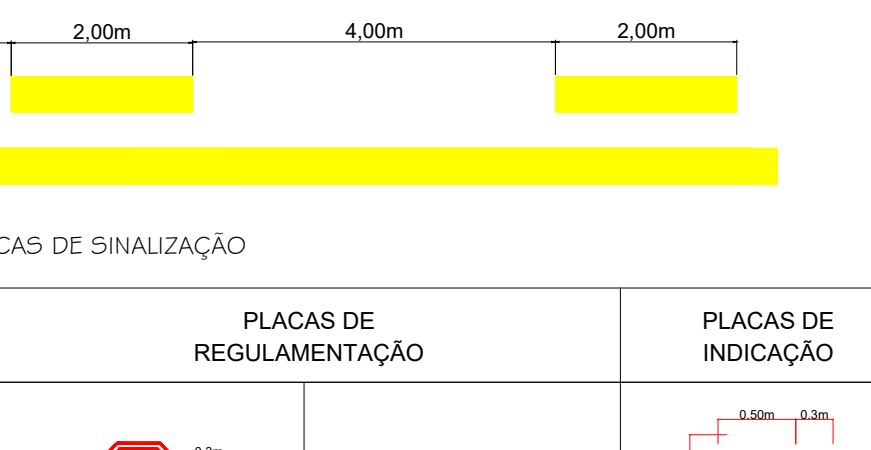 2,00m 4,00m 2,00m
CAS DE SINALIZAÇÃO
PLACAS DE
REGULAMENTAÇÃO
PLACAS DE
INDICAÇÃO
0.50m 0.3m